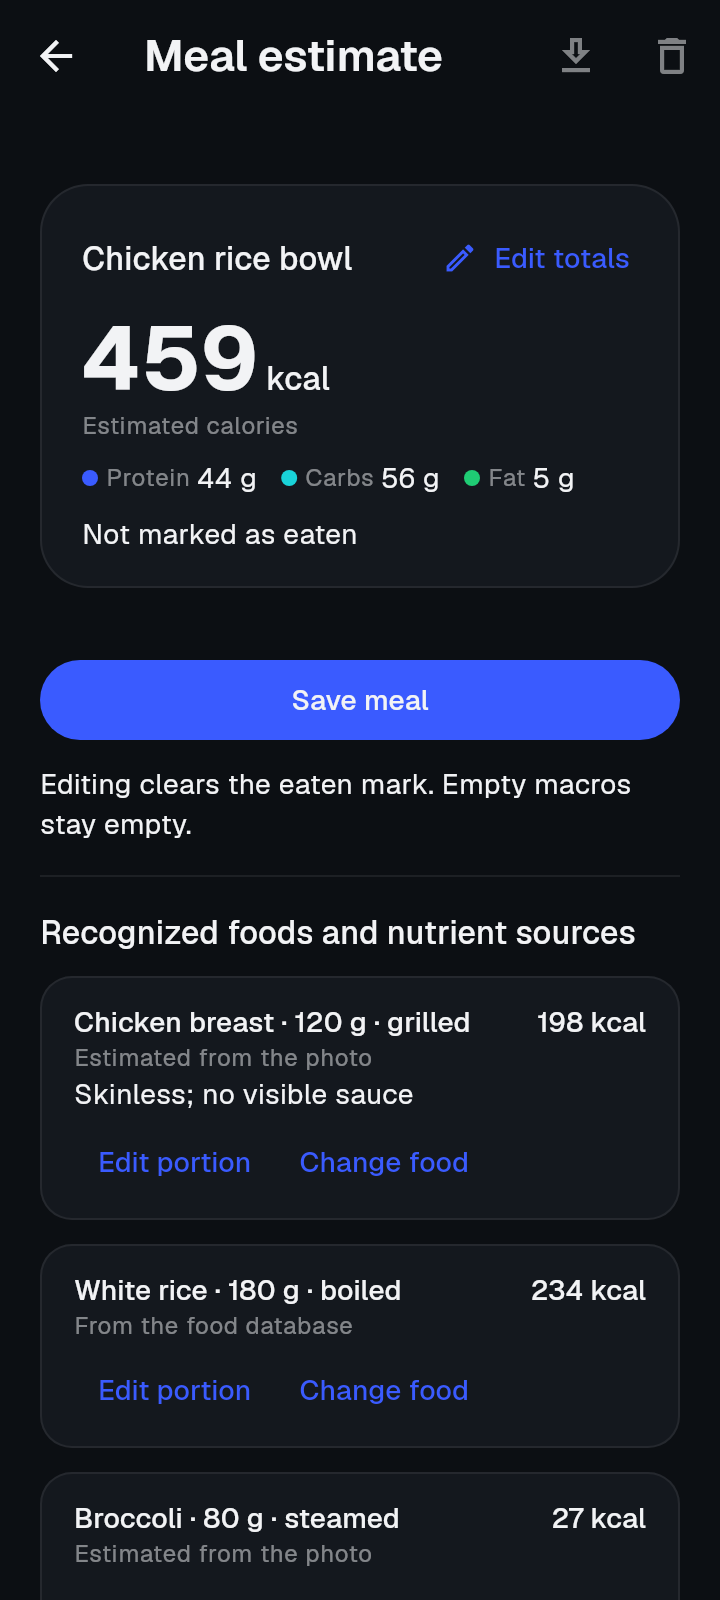 Meal estimate
Chicken rice bowl
Edit totals
459 kcal
Estimated calories
Protein 44 g Carbs 56 g Fat 5 g
Not marked as eaten
Save meal
Editing clears the eaten mark. Empty macros
stay empty.
Recognized foods and nutrient sources
Chicken breast · 120 g · grilled 198 kcal
Estimated from the photo
Skinless; no visible sauce
Edit portion Change food
White rice · 180 g · boiled 234 kcal
From the food database
Edit portion Change food
Broccoli · 80 g · steamed 27 kcal
Estimated from the photo